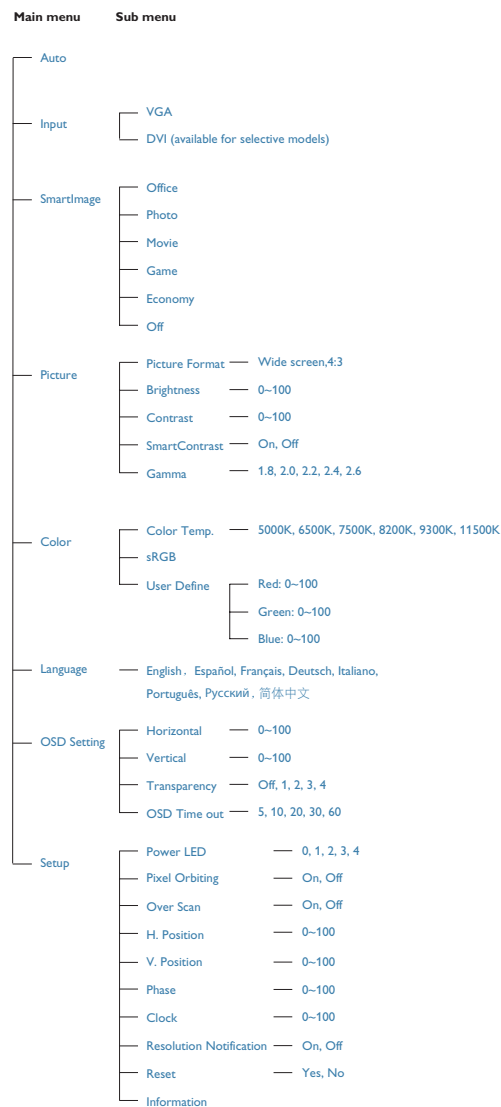 Main menu Sub menu
Auto
Input
VGA
DVI (available for selective models)
SmartImage
Office
Photo
Movie
Game
Economy
Off
Picture
Picture Format Wide screen,4:3
Brightness 0~100
Contrast 0~100
SmartContrast On, Off
Gamma 1.8, 2.0, 2.2, 2.4, 2.6
Color
Color Temp. 5000K, 6500K, 7500K, 8200K, 9300K, 11500K
sRGB
User Define Red: 0~100
Green: 0~100
Blue: 0~100
Language English, Español, Français, Deutsch, Italiano,
Português, Русский, 简体中文
OSD Setting
Horizontal 0~100
Vertical 0~100
Transparency Off, 1, 2, 3, 4
OSD Time out 5, 10, 20, 30, 60
Setup
Power LED 0, 1, 2, 3, 4
Pixel Orbiting On, Off
Over Scan On, Off
H. Position 0~100
V. Position 0~100
Phase 0~100
Clock 0~100
Resolution Notification On, Off
Reset Yes, No
Information